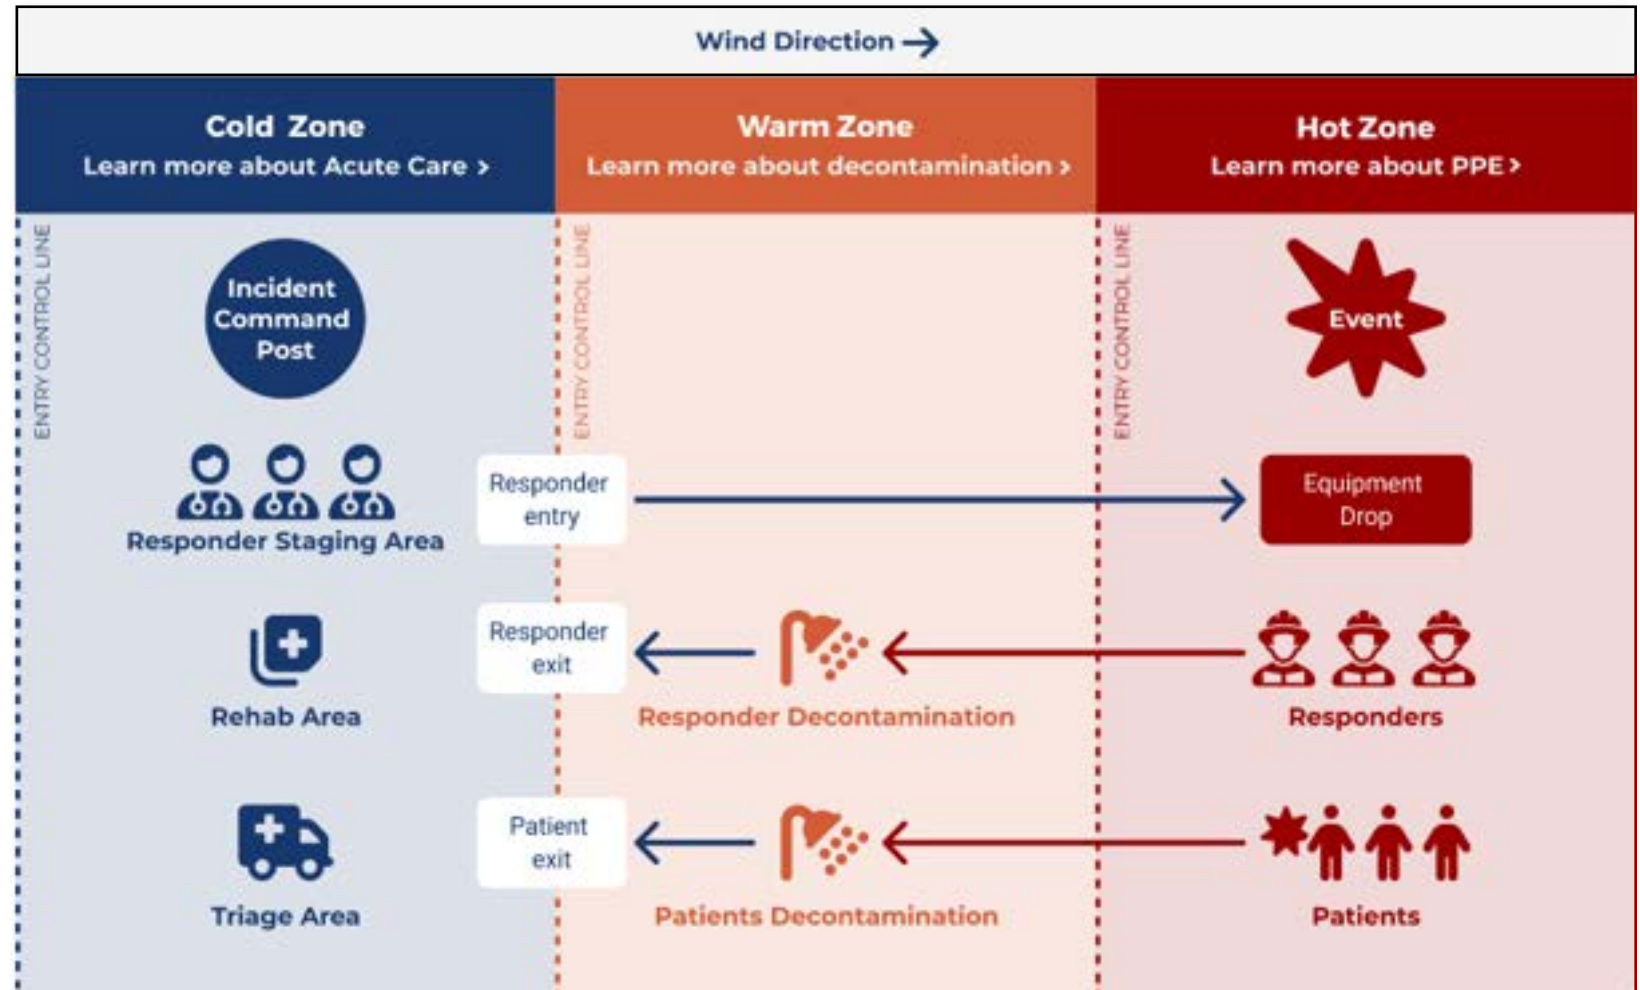 Wind Direction →
Cold Zone
Learn more about Acute Care >
Warm Zone
Learn more about decontamination >
Hot Zone
Learn more about PPE >
ENTRY CONTROL LINE
ENTRY CONTROL LINE
ENTRY CONTROL LINE
Incident
Command
Post
Event
Responder Staging Area
Responder
entry
Equipment
Drop
Rehab Area
Responder
exit
Responder Decontamination
Responders
Triage Area
Patient
exit
Patients Decontamination
Patients